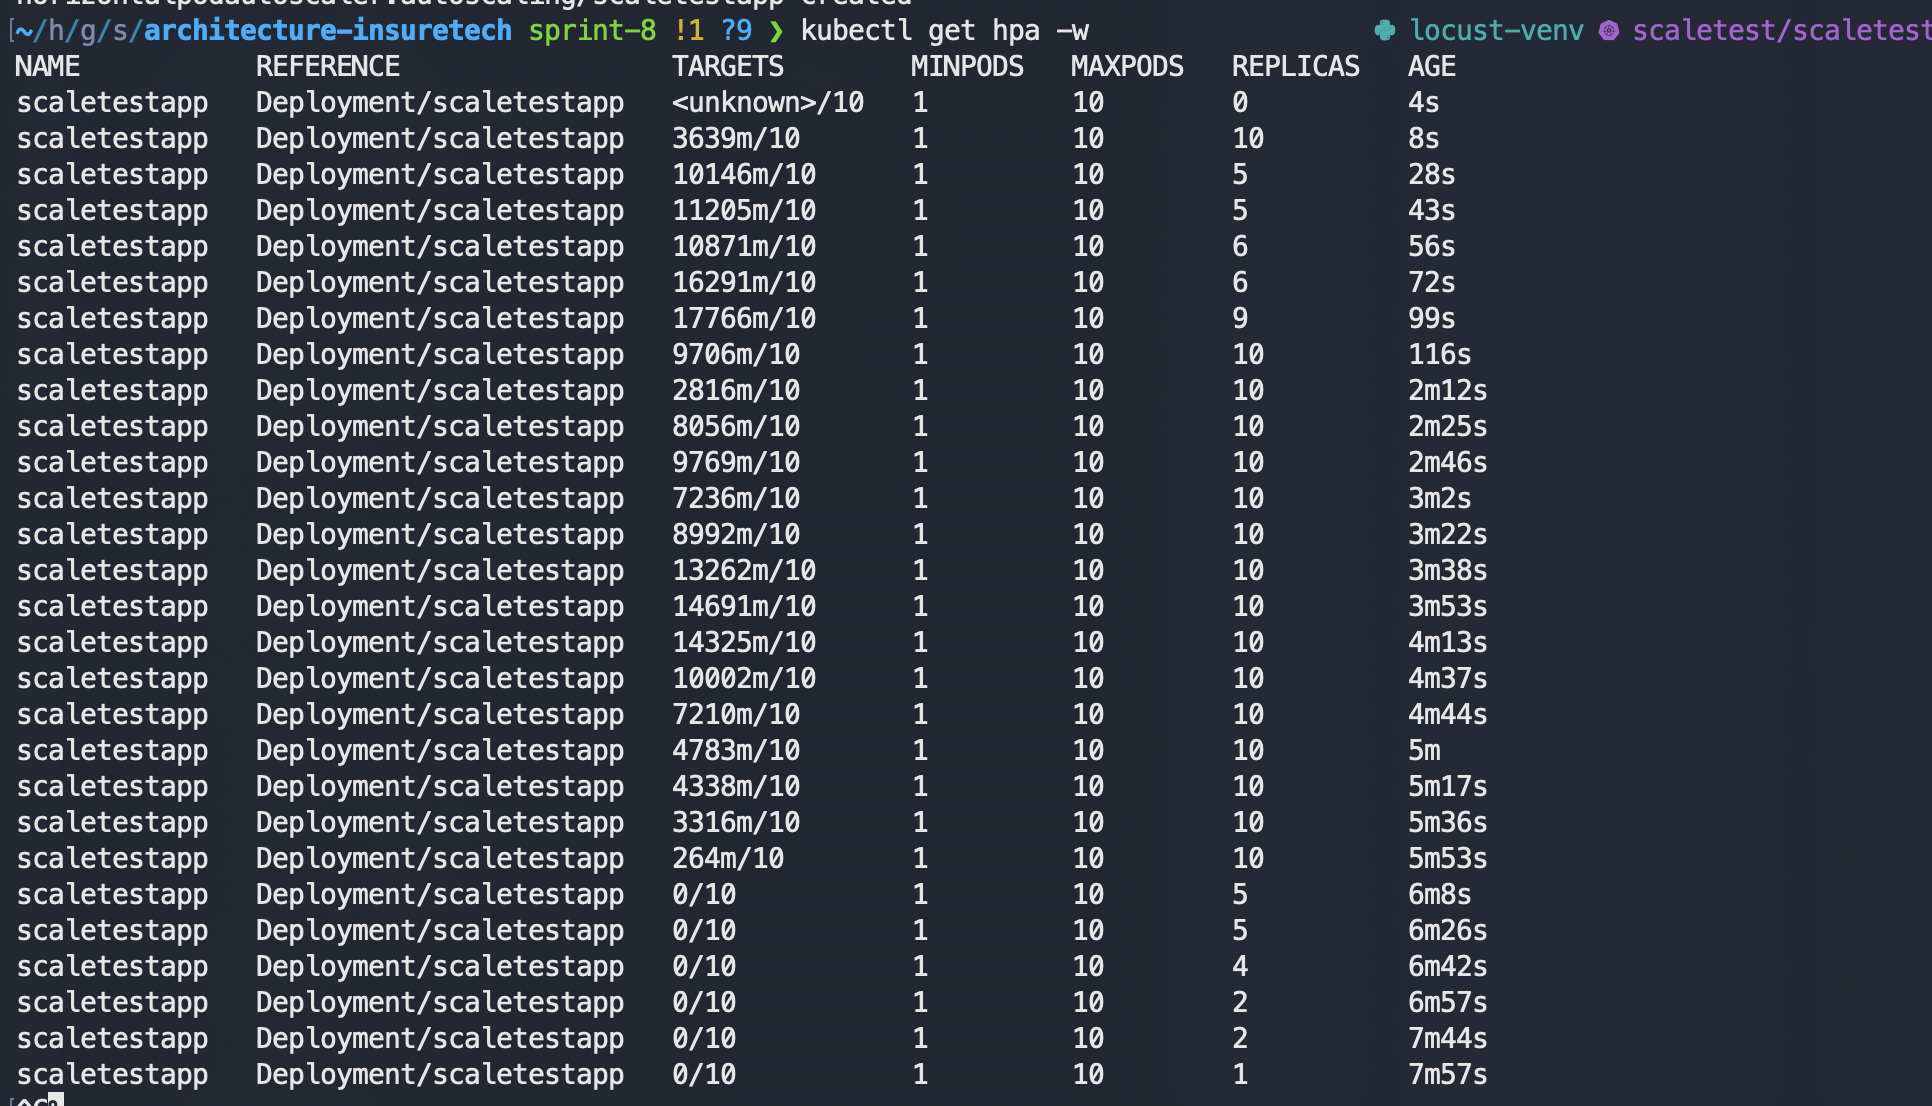 horizontalpodautoscaler.autoscaling/scaletestapp created
~/h/g/s/architecture-insuretech sprint-8 !1 ?9 ❯ kubectl get hpa -w locust-venv scaletest/scaletest
NAME REFERENCE TARGETS MINPODS MAXPODS REPLICAS AGE
scaletestapp Deployment/scaletestapp <unknown>/10 1 10 0 4s
scaletestapp Deployment/scaletestapp 3639m/10 1 10 10 8s
scaletestapp Deployment/scaletestapp 10146m/10 1 10 5 28s
scaletestapp Deployment/scaletestapp 11205m/10 1 10 5 43s
scaletestapp Deployment/scaletestapp 10871m/10 1 10 6 56s
scaletestapp Deployment/scaletestapp 16291m/10 1 10 6 72s
scaletestapp Deployment/scaletestapp 17766m/10 1 10 9 99s
scaletestapp Deployment/scaletestapp 9706m/10 1 10 10 116s
scaletestapp Deployment/scaletestapp 2816m/10 1 10 10 2m12s
scaletestapp Deployment/scaletestapp 8056m/10 1 10 10 2m25s
scaletestapp Deployment/scaletestapp 9769m/10 1 10 10 2m46s
scaletestapp Deployment/scaletestapp 7236m/10 1 10 10 3m2s
scaletestapp Deployment/scaletestapp 8992m/10 1 10 10 3m22s
scaletestapp Deployment/scaletestapp 13262m/10 1 10 10 3m38s
scaletestapp Deployment/scaletestapp 14691m/10 1 10 10 3m53s
scaletestapp Deployment/scaletestapp 14325m/10 1 10 10 4m13s
scaletestapp Deployment/scaletestapp 10002m/10 1 10 10 4m37s
scaletestapp Deployment/scaletestapp 7210m/10 1 10 10 4m44s
scaletestapp Deployment/scaletestapp 4783m/10 1 10 10 5m
scaletestapp Deployment/scaletestapp 4338m/10 1 10 10 5m17s
scaletestapp Deployment/scaletestapp 3316m/10 1 10 10 5m36s
scaletestapp Deployment/scaletestapp 264m/10 1 10 10 5m53s
scaletestapp Deployment/scaletestapp 0/10 1 10 5 6m8s
scaletestapp Deployment/scaletestapp 0/10 1 10 5 6m26s
scaletestapp Deployment/scaletestapp 0/10 1 10 4 6m42s
scaletestapp Deployment/scaletestapp 0/10 1 10 2 6m57s
scaletestapp Deployment/scaletestapp 0/10 1 10 2 7m44s
scaletestapp Deployment/scaletestapp 0/10 1 10 1 7m57s